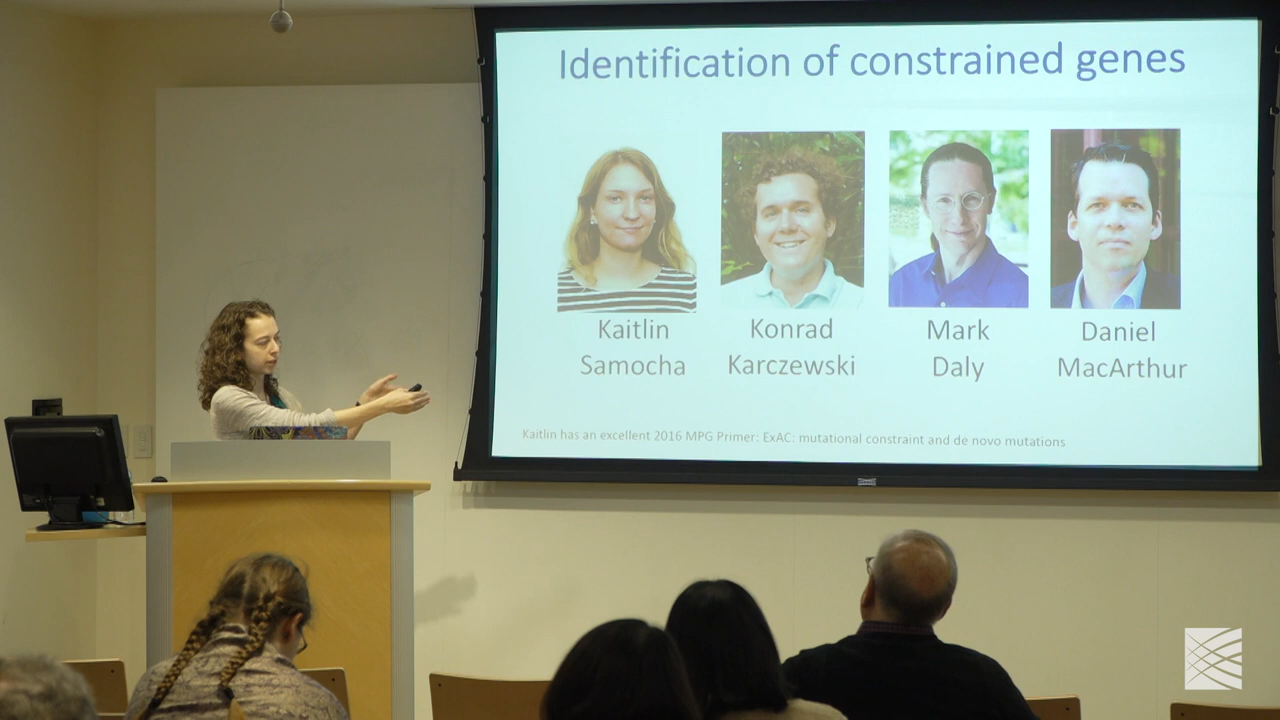 Identification of constrained genes
Kaitlin
Samocha
Konrad
Karczewski
Mark
Daly
Daniel
MacArthur
Kaitlin has an excellent 2016 MPG Primer: ExAC: mutational constraint and de novo mutations